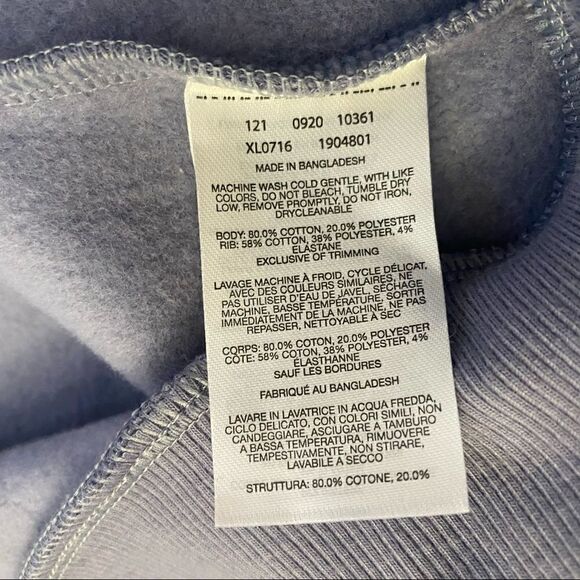 121 0920 10361
XL0716 1904801
MADE IN BANGLADESH
MACHINE WASH COLD GENTLE, WITH LIKE
COLORS, DO NOT BLEACH, TUMBLE DRY
LOW, REMOVE PROMPTLY, DO NOT IRON,
DRYCLEANABLE
BODY: 80.0% COTTON, 20.0% POLYESTER
RIB: 58% COTTON, 38% POLYESTER, 4%
ELASTANE
EXCLUSIVE OF TRIMMING
LAVAGE MACHINE À FROID, CYCLE DÉLICAT,
AVEC DES COULEURS SIMILAIRES, NE
PAS UTILISER D'EAU DE JAVEL, SÉCHAGE
MACHINE, BASSE TEMPÉRATURE, SORTIR
IMMÉDIATEMENT DE LA MACHINE, NE PAS
REPASSER, NETTOYABLE À SEC
CORPS: 80.0% COTON, 20.0% POLYESTER
CÔTE: 58% COTON, 38% POLYESTER, 4%
ÉLASTHANNE
SAUF LES BORDURES
FABRIQUÉ AU BANGLADESH
LAVARE IN LAVATRICE IN ACQUA FREDDA,
CICLO DELICATO, CON COLORI SIMILI, NON
CANDEGGIARE, ASCIUGARE A TAMBURO
A BASSA TEMPERATURA, RIMUOVERE
TEMPESTIVAMENTE, NON STIRARE,
LAVABILE A SECCO
STRUTTURA: 80.0% COTONE, 20.0%